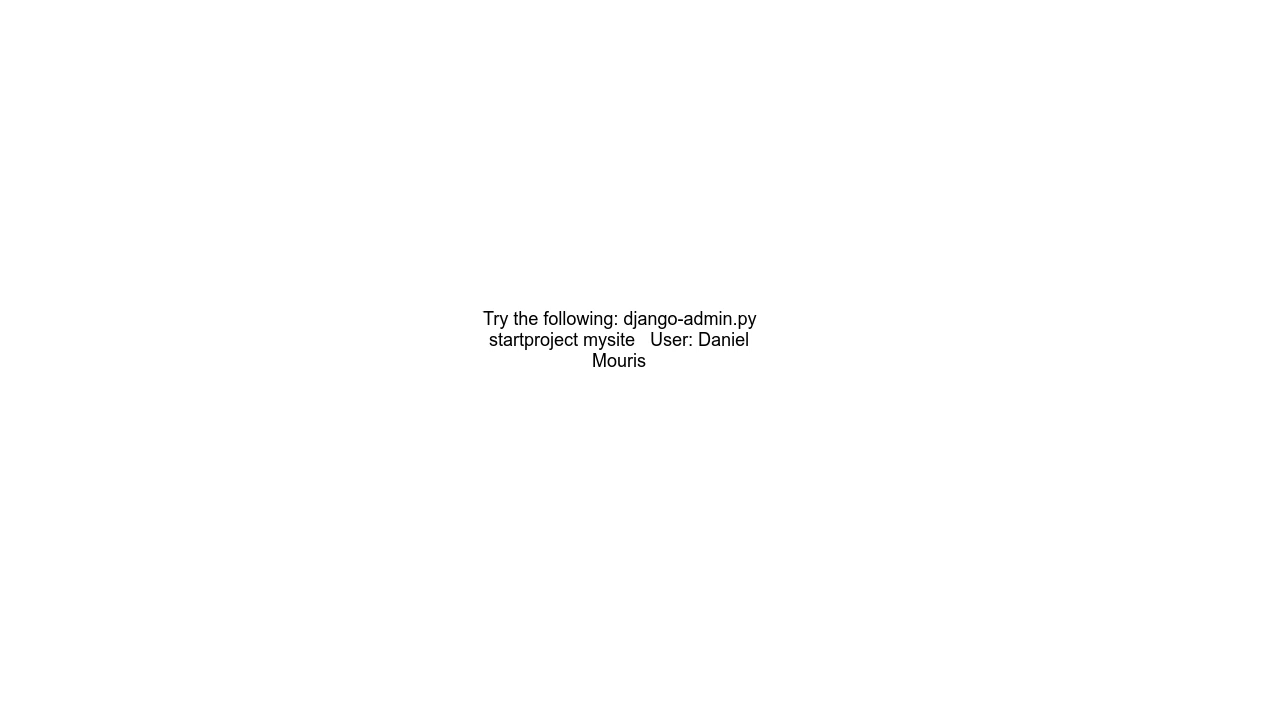 Try the following: django-admin.py
startproject mysite   User: Daniel
Mouris